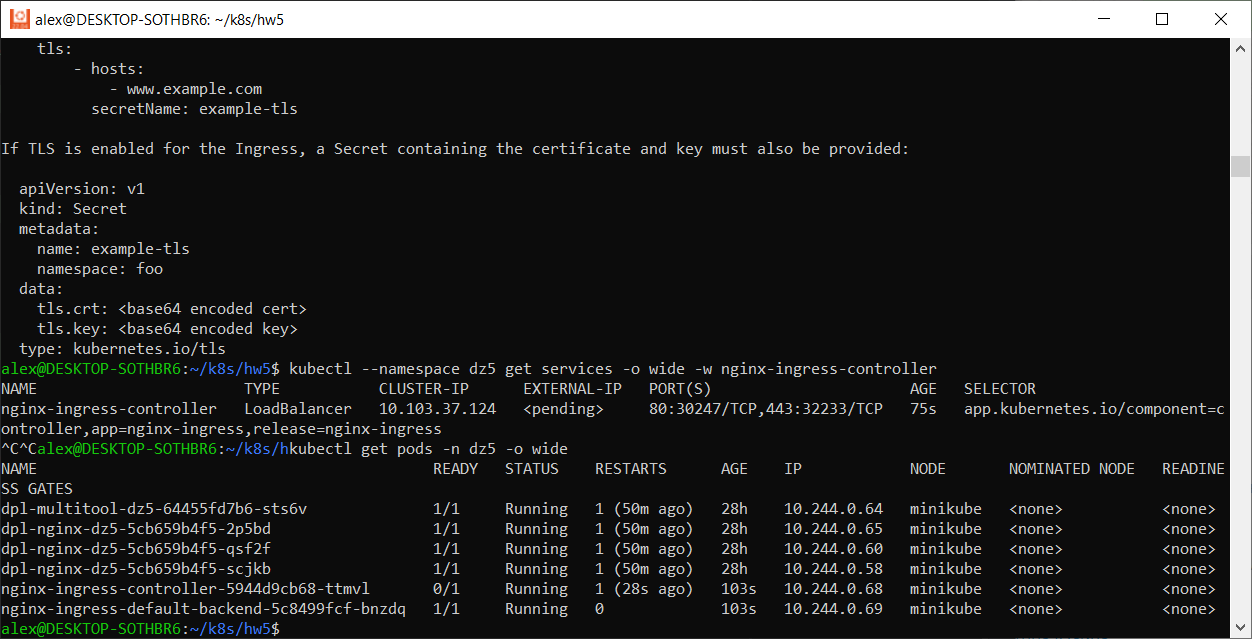 alex@DESKTOP-SOTHBR6: ~/k8s/hw5
    tls:
        - hosts:
            - www.example.com
          secretName: example-tls

If TLS is enabled for the Ingress, a Secret containing the certificate and key must also be provided:

  apiVersion: v1
  kind: Secret
  metadata:
    name: example-tls
    namespace: foo
  data:
    tls.crt: <base64 encoded cert>
    tls.key: <base64 encoded key>
  type: kubernetes.io/tls
alex@DESKTOP-SOTHBR6:~/k8s/hw5$ kubectl --namespace dz5 get services -o wide -w nginx-ingress-controller
NAME                       TYPE           CLUSTER-IP      EXTERNAL-IP   PORT(S)                      AGE   SELECTOR
nginx-ingress-controller   LoadBalancer   10.103.37.124   <pending>     80:30247/TCP,443:32233/TCP   75s   app.kubernetes.io/component=c
ontroller,app=nginx-ingress,release=nginx-ingress
^C^Calex@DESKTOP-SOTHBR6:~/k8s/hkubectl get pods -n dz5 -o wide
NAME                                            READY   STATUS    RESTARTS      AGE    IP            NODE       NOMINATED NODE   READINE
SS GATES
dpl-multitool-dz5-64455fd7b6-sts6v              1/1     Running   1 (50m ago)   28h    10.244.0.64   minikube   <none>           <none>
dpl-nginx-dz5-5cb659b4f5-2p5bd                  1/1     Running   1 (50m ago)   28h    10.244.0.65   minikube   <none>           <none>
dpl-nginx-dz5-5cb659b4f5-qsf2f                  1/1     Running   1 (50m ago)   28h    10.244.0.60   minikube   <none>           <none>
dpl-nginx-dz5-5cb659b4f5-scjkb                  1/1     Running   1 (50m ago)   28h    10.244.0.58   minikube   <none>           <none>
nginx-ingress-controller-5944d9cb68-ttmvl       0/1     Running   1 (28s ago)   103s   10.244.0.68   minikube   <none>           <none>
nginx-ingress-default-backend-5c8499fcf-bnzdq   1/1     Running   0             103s   10.244.0.69   minikube   <none>           <none>
alex@DESKTOP-SOTHBR6:~/k8s/hw5$